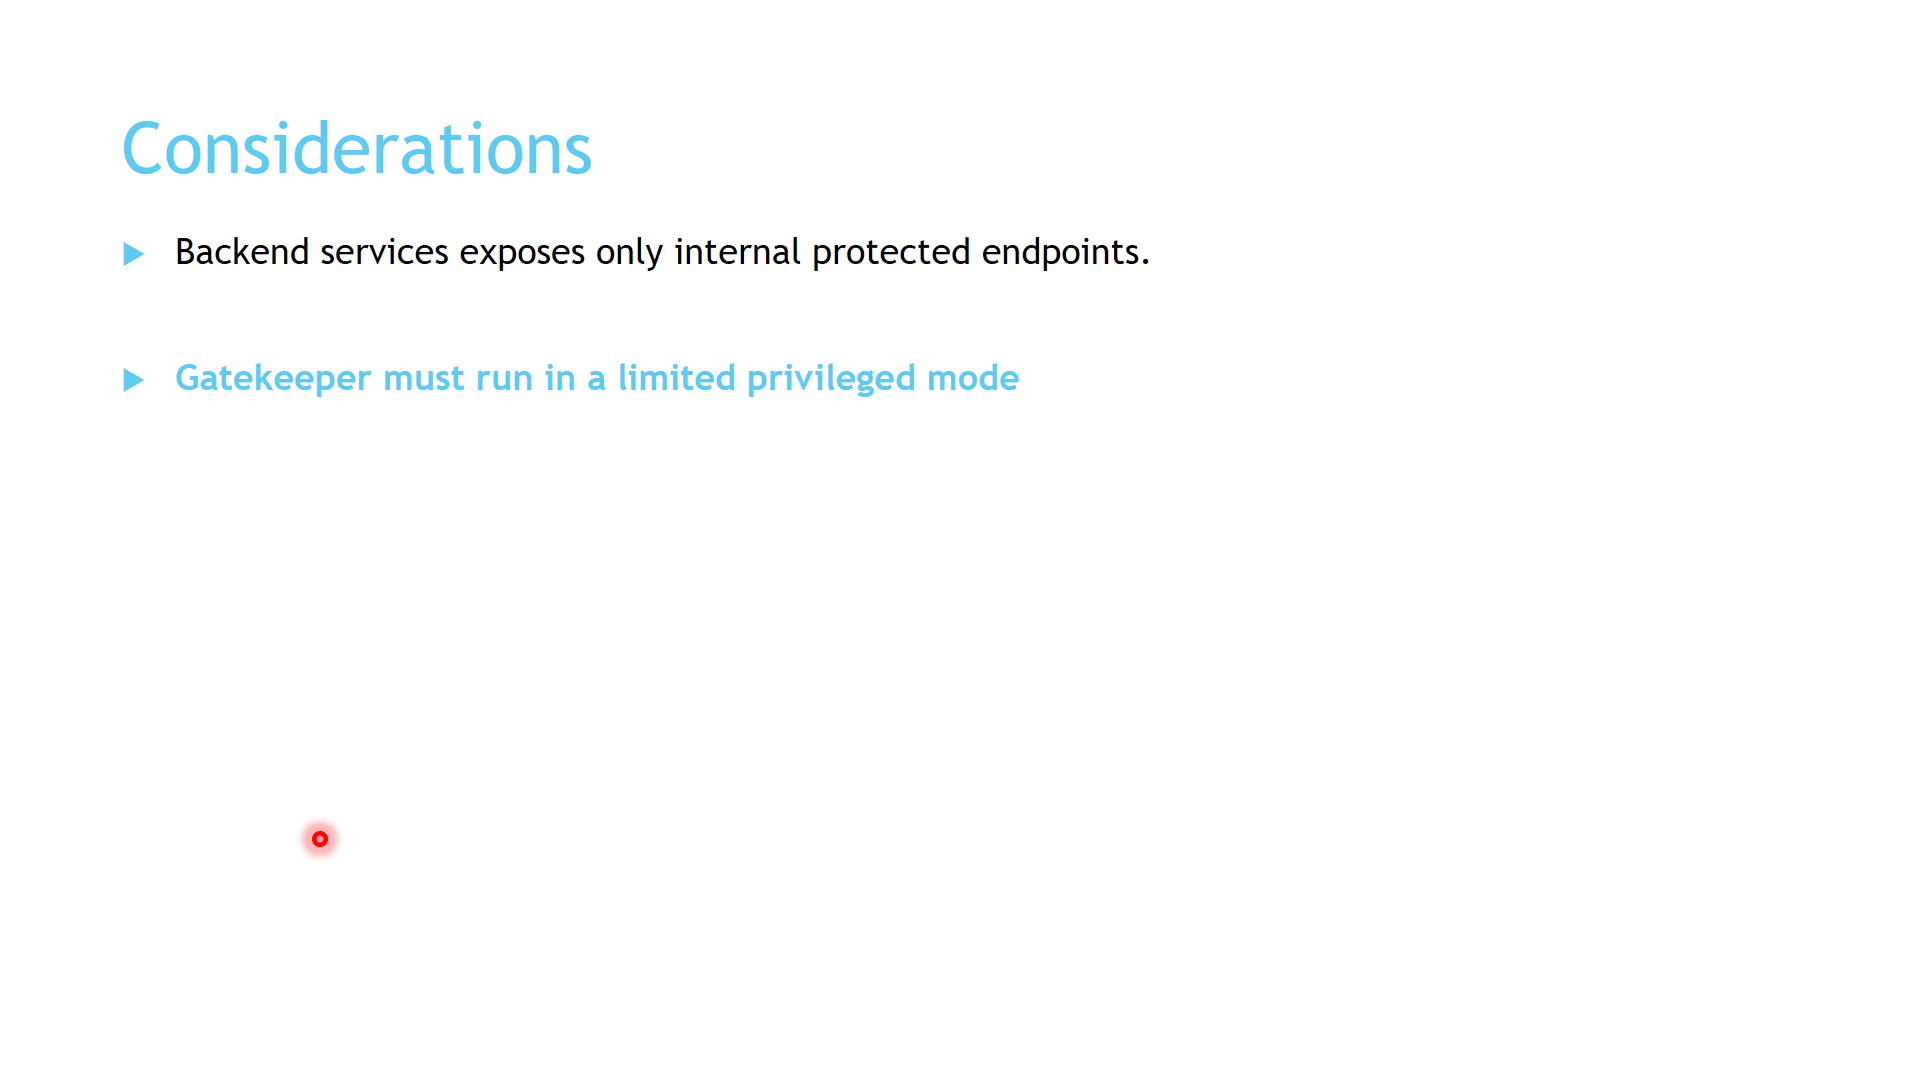 Considerations
Backend services exposes only internal protected endpoints.
Gatekeeper must run in a limited privileged mode